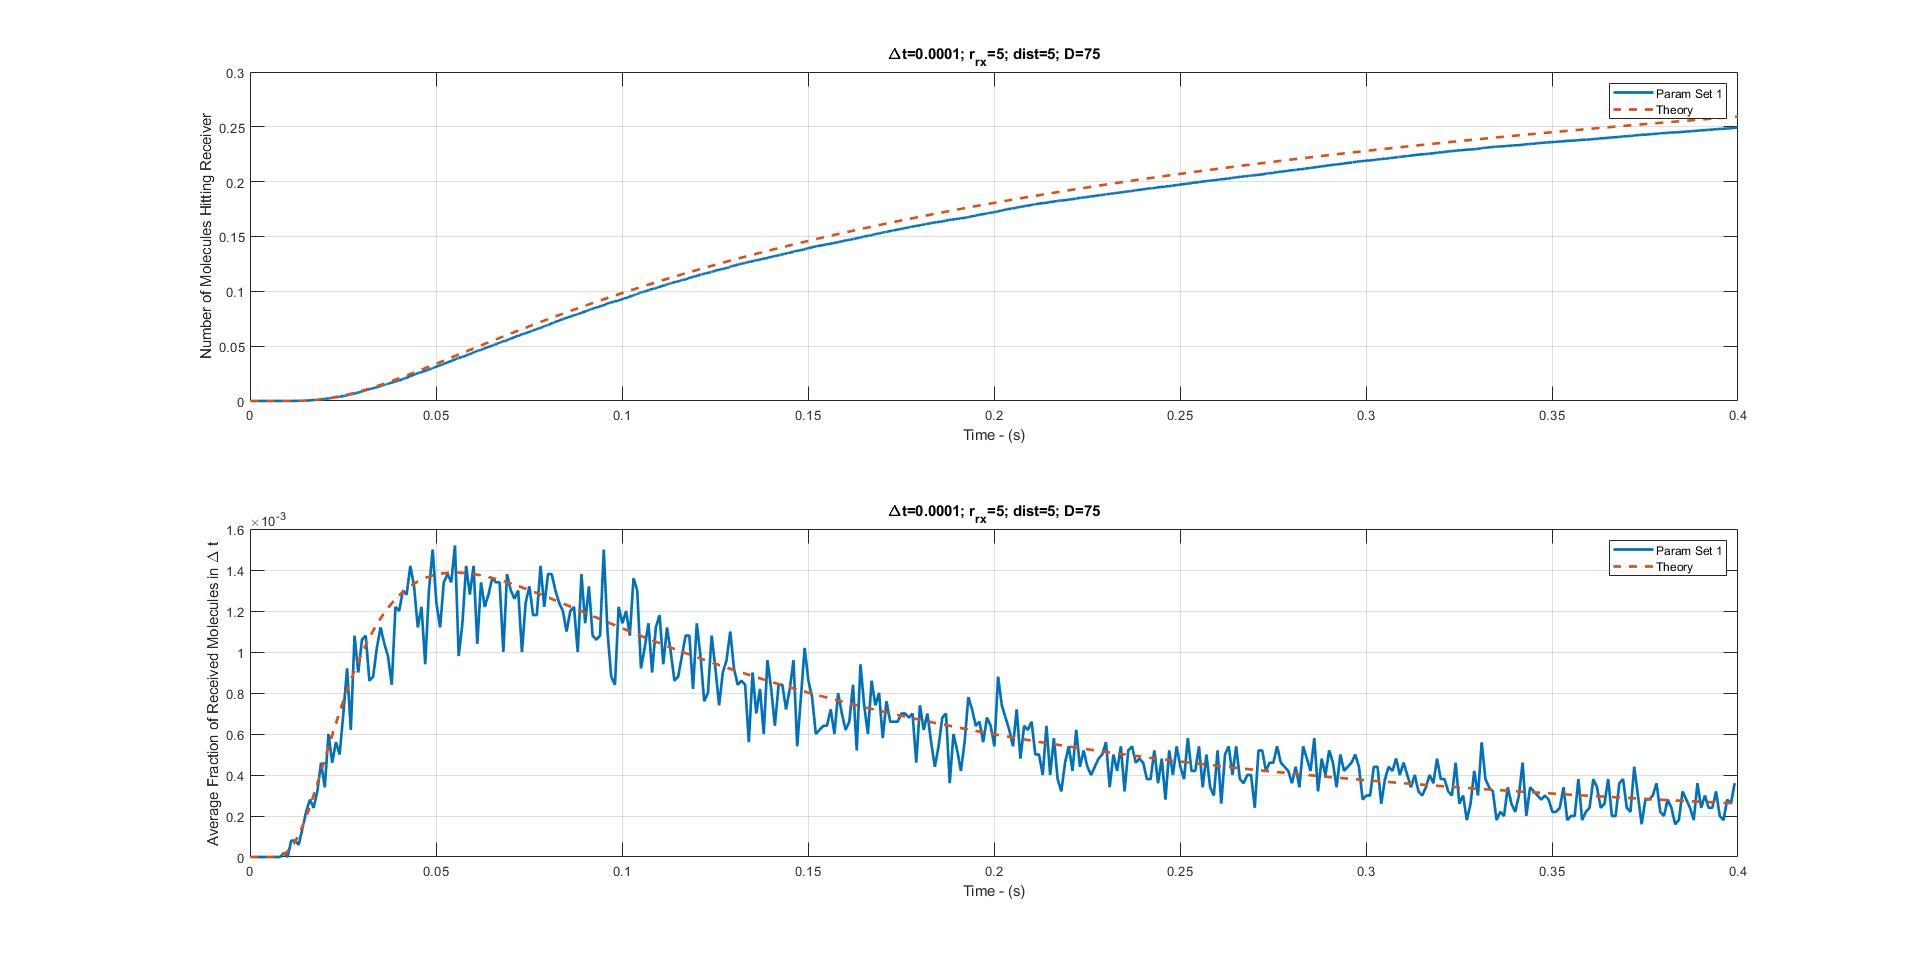 Δt=0.0001; r_rx=5; dist=5; D=75
Number of Molecules Hitting Receiver
0.3
0.25
0.2
0.15
0.1
0.05
0
Param Set 1
Theory
0 0.05 0.1 0.15 0.2 0.25 0.3 0.35 0.4
Time - (s)
Δt=0.0001; r_rx=5; dist=5; D=75
Average Fraction of Received Molecules in Δ t
×10^-3
1.6
1.4
1.2
1
0.8
0.6
0.4
0.2
0
Param Set 1
Theory
0 0.05 0.1 0.15 0.2 0.25 0.3 0.35 0.4
Time - (s)